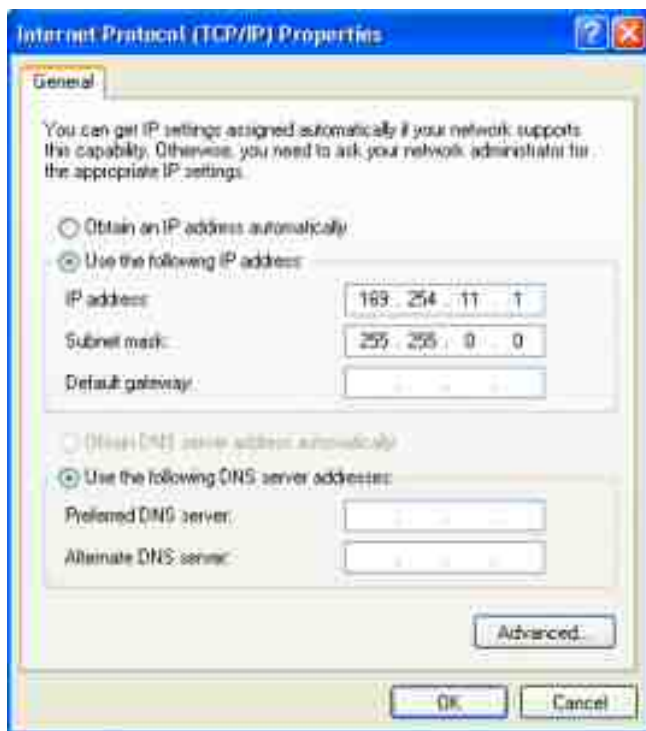 Internet Protocol (TCP/IP) Properties
General
You can get IP settings assigned automatically if your network supports
this capability. Otherwise, you need to ask your network administrator for
the appropriate IP settings.
Obtain an IP address automatically
Use the following IP address:
IP address: 169 . 254 . 11 . 1
Subnet mask: 255 . 255 . 0 . 0
Default gateway: . . .
Obtain DNS server address automatically
Use the following DNS server addresses:
Preferred DNS server: . . .
Alternate DNS server: . . .
Advanced...
OK Cancel